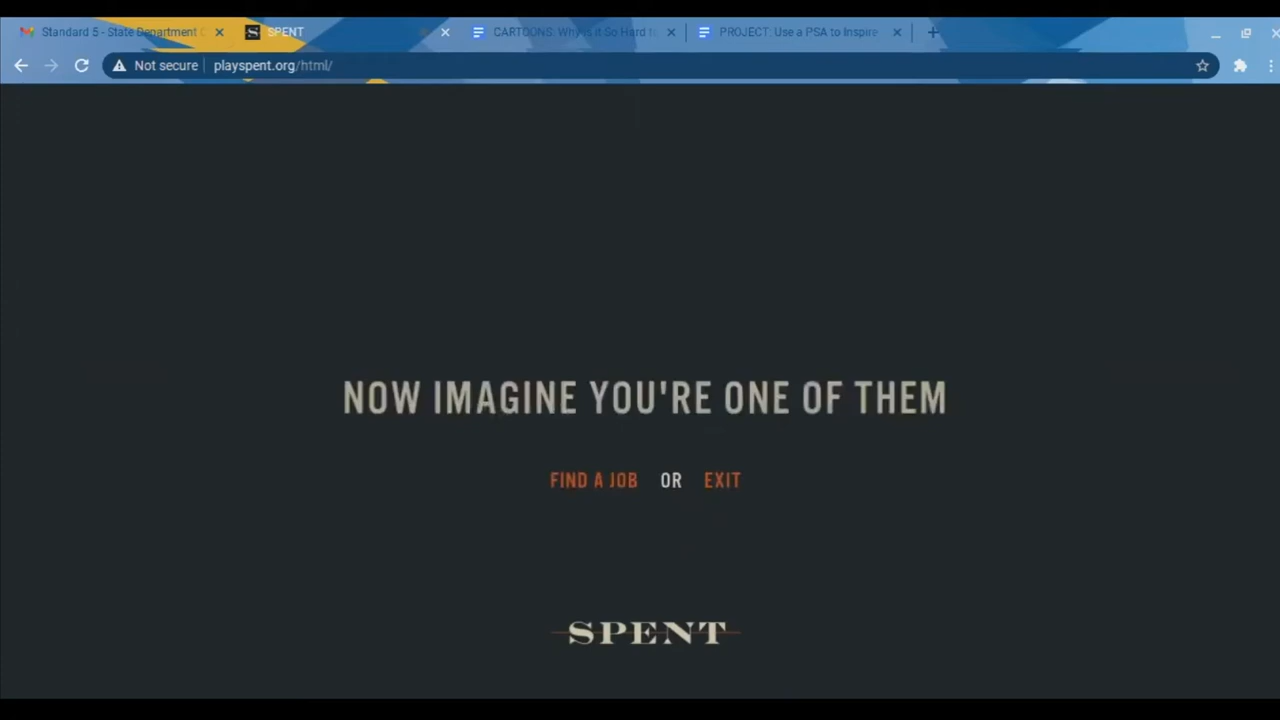 Standard 5 - State Department
SPENT
CARTOONS: Why is it So Hard t
PROJECT: Use a PSA to Inspire
Not secure
playspent.org/html/
NOW IMAGINE YOU'RE ONE OF THEM
FIND A JOB OR EXIT
SPENT